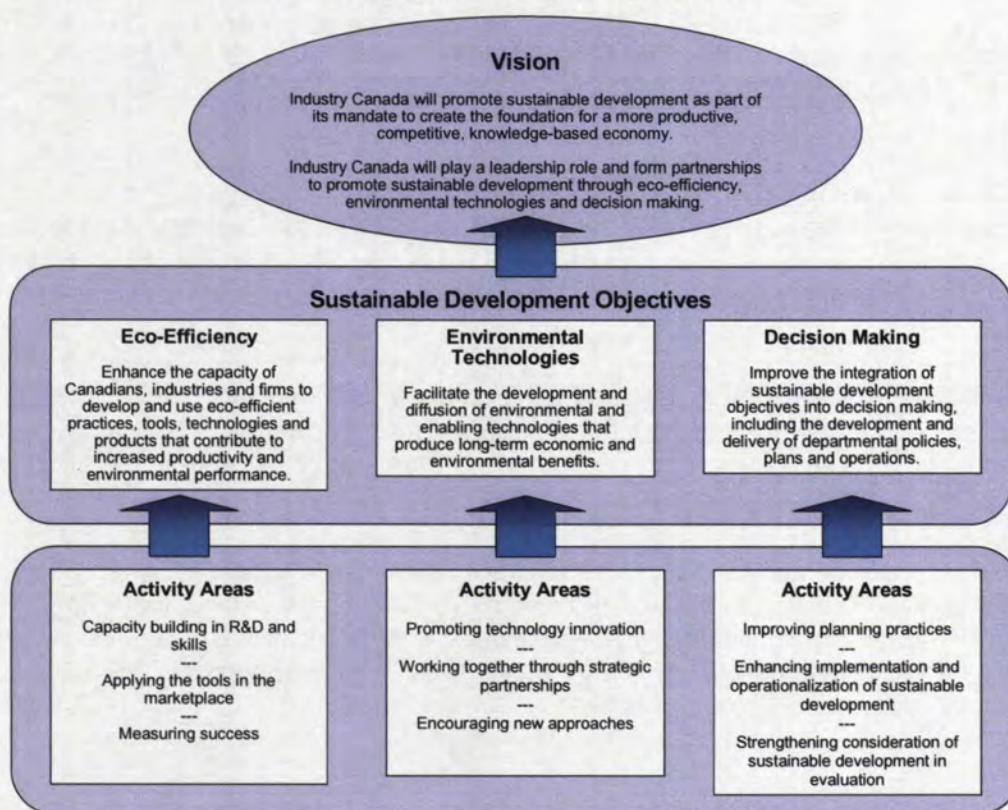 Vision
Industry Canada will promote sustainable development as part of
its mandate to create the foundation for a more productive,
competitive, knowledge-based economy.
Industry Canada will play a leadership role and form partnerships
to promote sustainable development through eco-efficiency,
environmental technologies and decision making.
Sustainable Development Objectives
Eco-Efficiency
Enhance the capacity of
Canadians, industries and firms to
develop and use eco-efficient
practices, tools, technologies and
products that contribute to
increased productivity and
environmental performance.
Environmental
Technologies
Facilitate the development and
diffusion of environmental and
enabling technologies that
produce long-term economic and
environmental benefits.
Decision Making
Improve the integration of
sustainable development
objectives into decision making,
including the development and
delivery of departmental policies,
plans and operations.
Activity Areas
Capacity building in R&D and
skills
---
Applying the tools in the
marketplace
---
Measuring success
Activity Areas
Promoting technology innovation
---
Working together through strategic
partnerships
---
Encouraging new approaches
Activity Areas
Improving planning practices
---
Enhancing implementation and
operationalization of sustainable
development
---
Strengthening consideration of
sustainable development in
evaluation